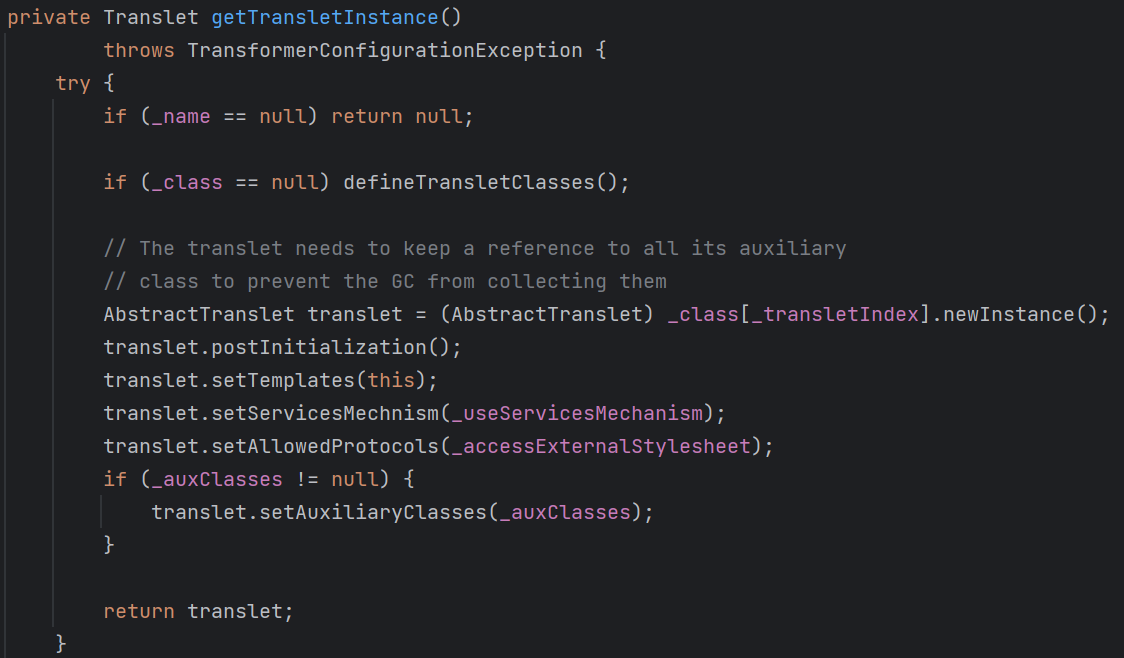 private Translet getTransletInstance()
throws TransformerConfigurationException {
try {
if (_name == null) return null;
if (_class == null) defineTransletClasses();
// The translet needs to keep a reference to all its auxiliary
// class to prevent the GC from collecting them
AbstractTranslet translet = (AbstractTranslet) _class[_transletIndex].newInstance();
translet.postInitialization();
translet.setTemplates(this);
translet.setServicesMechnism(_useServicesMechanism);
translet.setAllowedProtocols(_accessExternalStylesheet);
if (_auxClasses != null) {
translet.setAuxiliaryClasses(_auxClasses);
}
return translet;
}